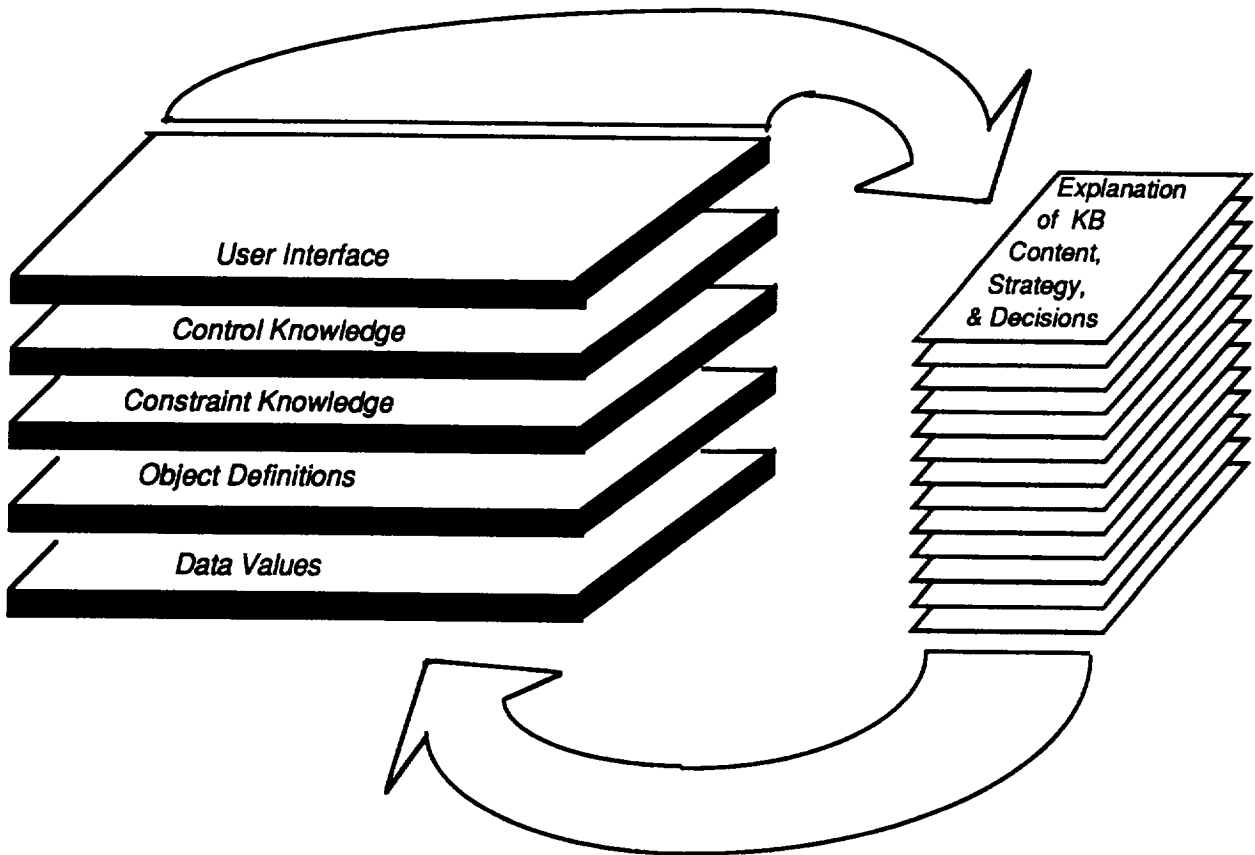 User Interface
Control Knowledge
Constraint Knowledge
Object Definitions
Data Values
Explanation
of KB
Content,
Strategy,
& Decisions